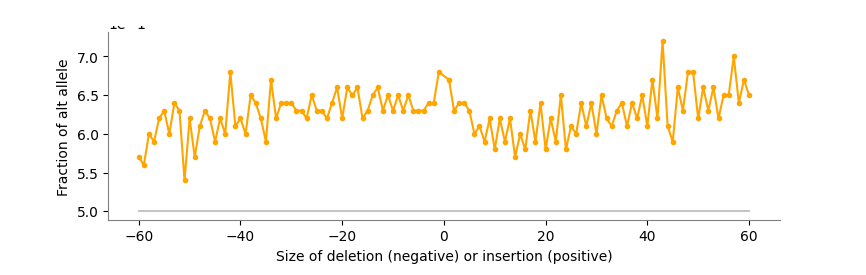 7.0
6.5
6.0
5.5
5.0
Fraction of alt allele
−60 −40 −20 0 20 40 60
Size of deletion (negative) or insertion (positive)